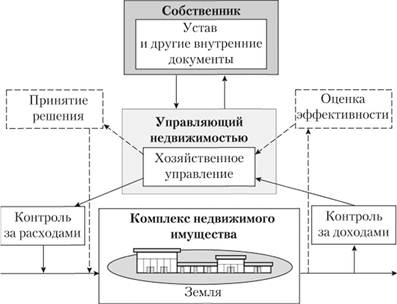 Собственник
Устав
и другие внутренние
документы
Принятие
решения
Управляющий
недвижимостью
Хозяйственное
управление
Оценка
эффективности
Контроль
за расходами
Комплекс недвижимого
имущества
Земля
Контроль
за доходами